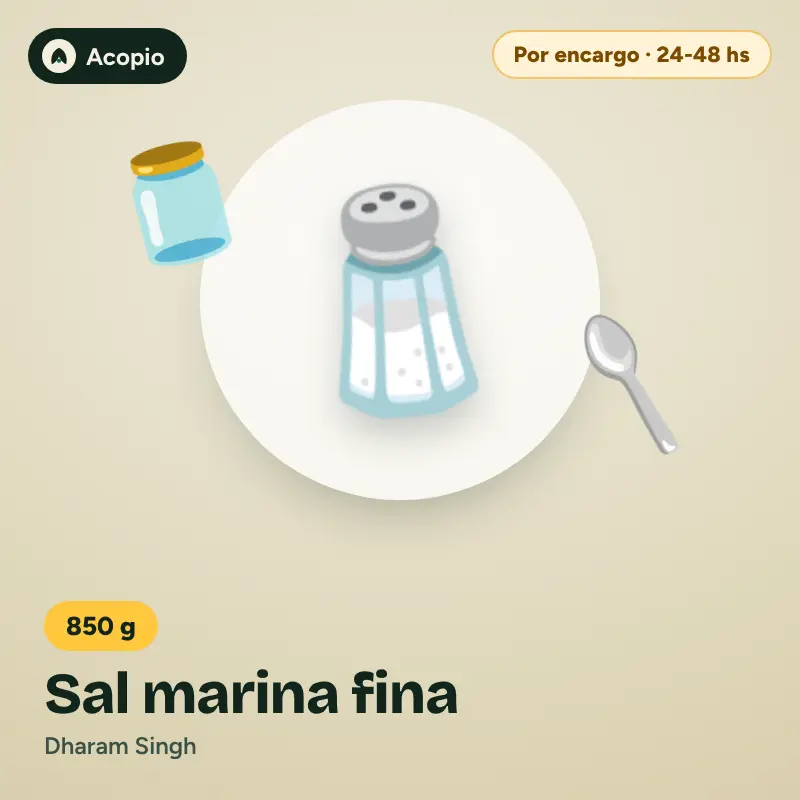 Acopio
Por encargo · 24-48 hs
850 g
Sal marina fina
Dharam Singh